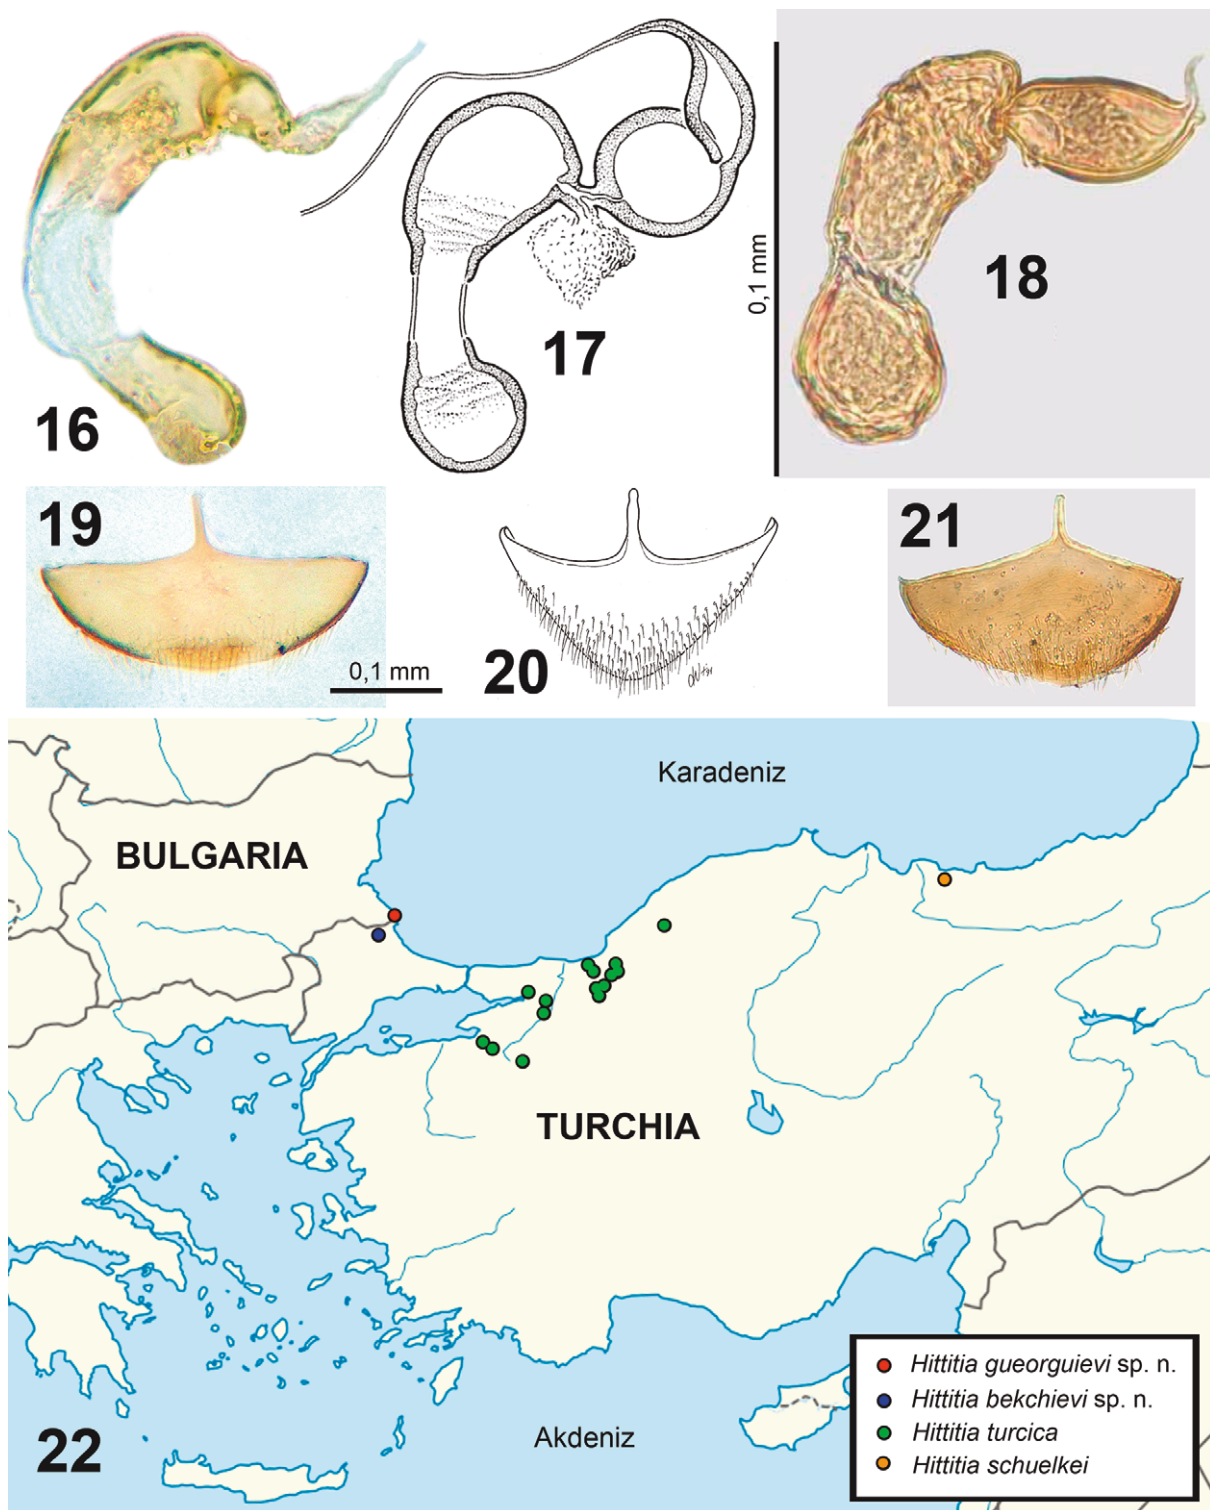 16
17
0,1 mm
18
19
0,1 mm
20
21
Karadeniz
BULGARIA
TURCHIA
Akdeniz
22
Hittitia gueorguievi sp. n.
Hittitia bekchievi sp. n.
Hittitia turcica
Hittitia schuelkei